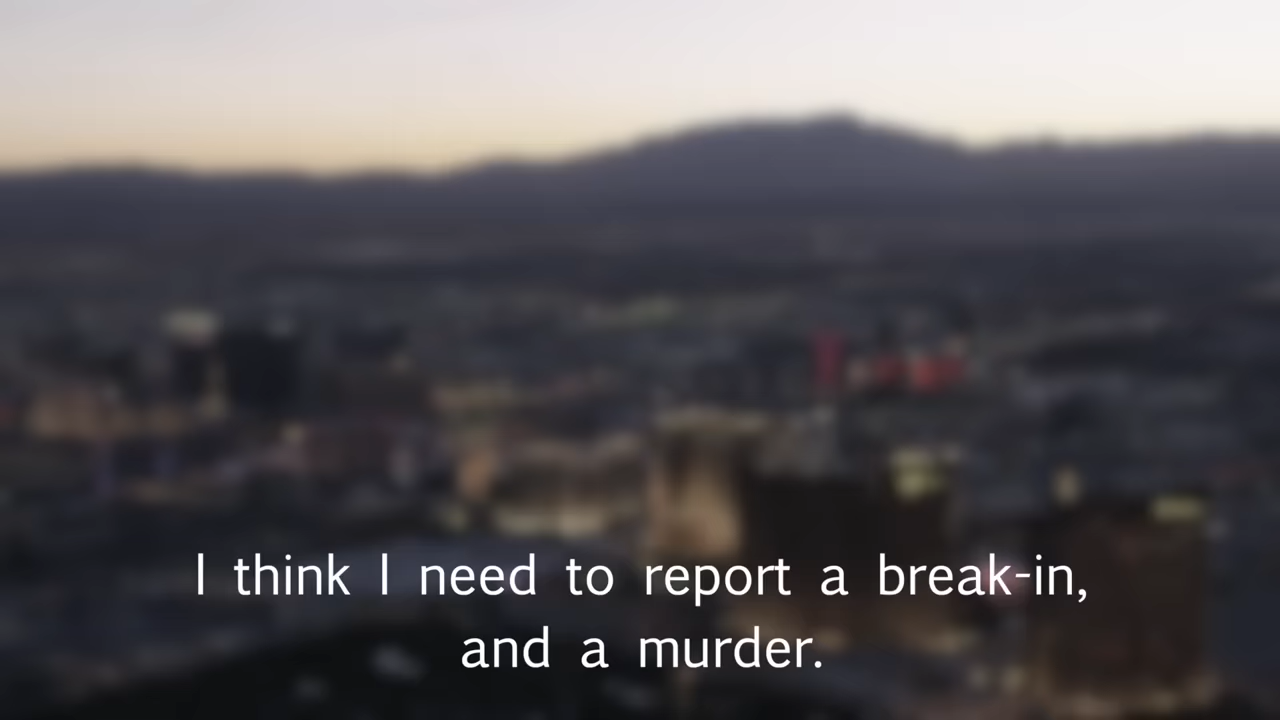 I think I need to report a break-in,
and a murder.